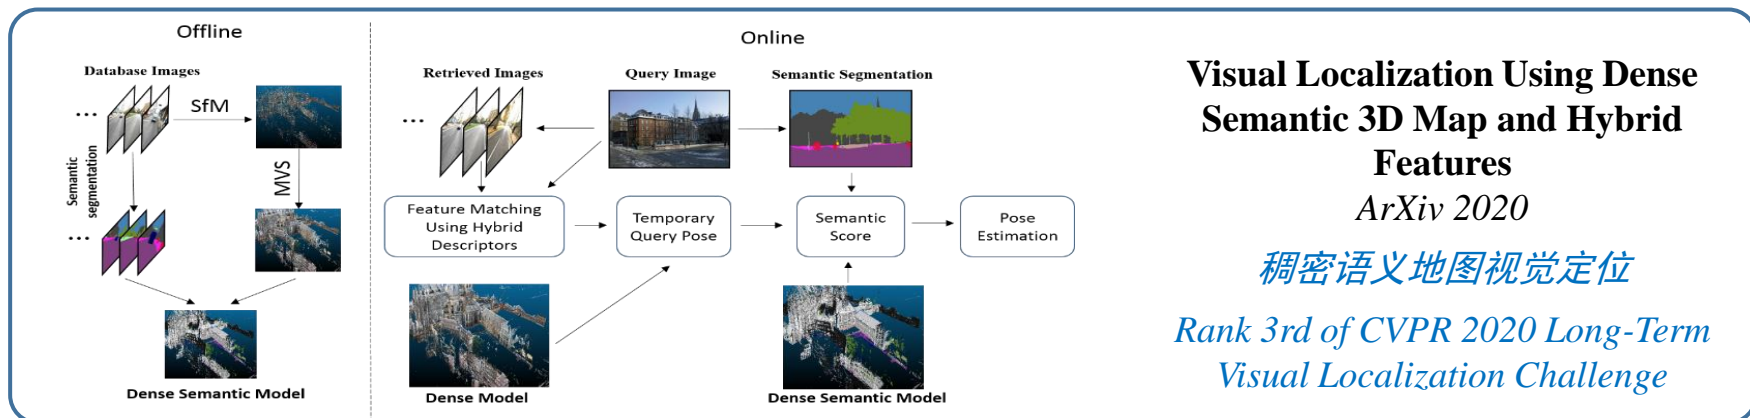 Offline
Database Images
...
SfM
Semantic
segmentation
MVS
...
Dense Semantic Model
Online
Retrieved Images
Query Image
Semantic Segmentation
...
Feature Matching
Using Hybrid
Descriptors
Temporary
Query Pose
Semantic
Score
Pose
Estimation
Dense Model
Dense Semantic Model
Visual Localization Using Dense
Semantic 3D Map and Hybrid
Features
ArXiv 2020
稠密语义地图视觉定位
Rank 3rd of CVPR 2020 Long-Term
Visual Localization Challenge